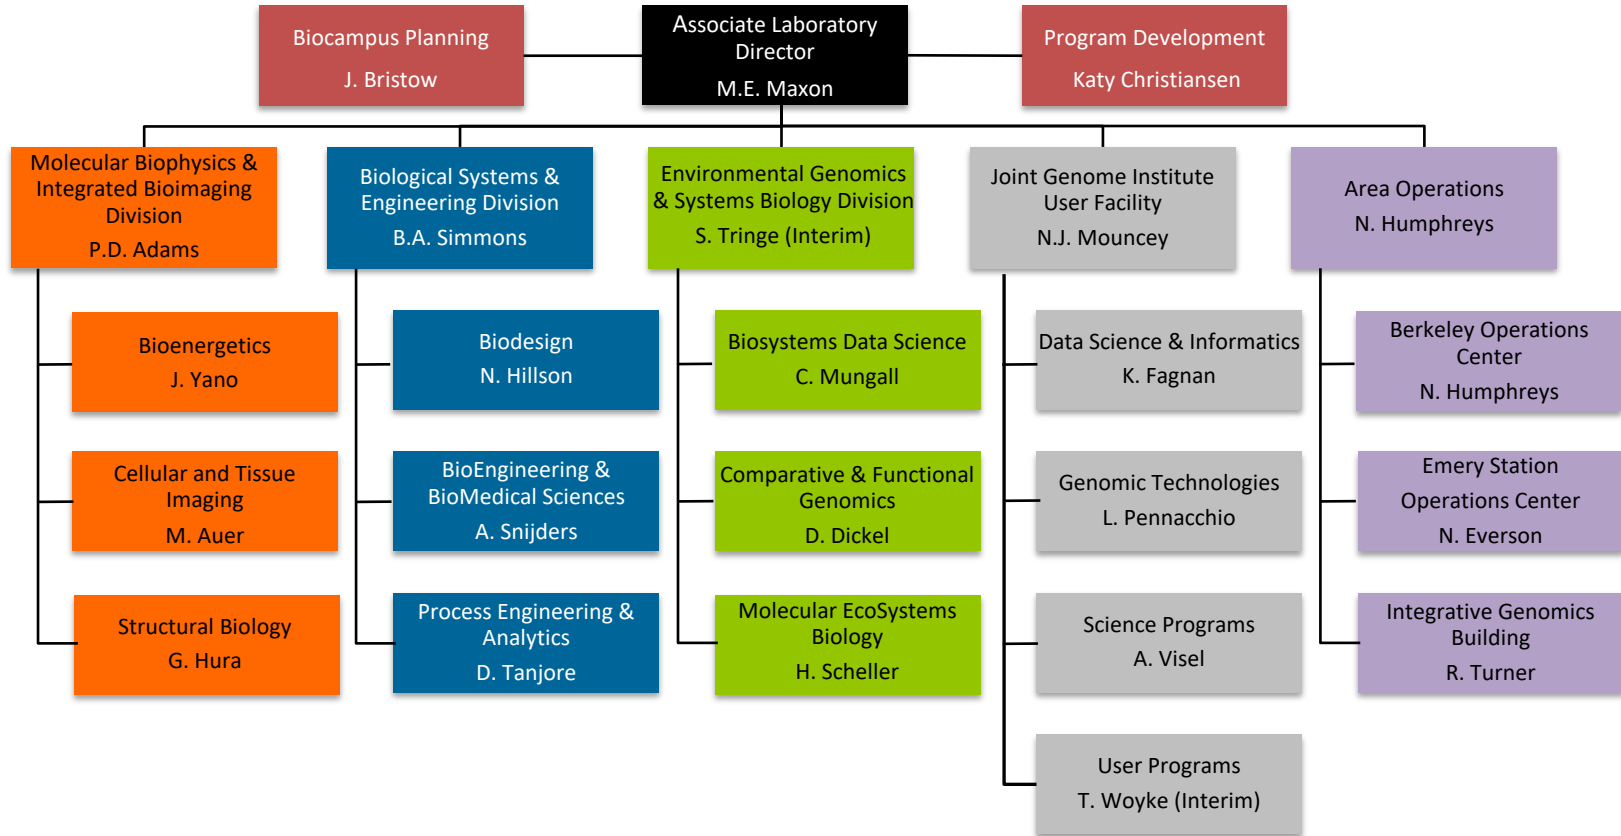 Biocampus Planning
J. Bristow
Associate Laboratory
Director
M.E. Maxon
Program Development
Katy Christiansen
Molecular Biophysics &
Integrated Bioimaging
Division
P.D. Adams
Biological Systems &
Engineering Division
B.A. Simmons
Environmental Genomics
& Systems Biology Division
S. Tringe (Interim)
Joint Genome Institute
User Facility
N.J. Mouncey
Area Operations
N. Humphreys
Bioenergetics
J. Yano
Biodesign
N. Hillson
Biosystems Data Science
C. Mungall
Data Science & Informatics
K. Fagnan
Berkeley Operations
Center
N. Humphreys
Cellular and Tissue
Imaging
M. Auer
BioEngineering &
BioMedical Sciences
A. Snijders
Comparative & Functional
Genomics
D. Dickel
Genomic Technologies
L. Pennacchio
Emery Station
Operations Center
N. Everson
Structural Biology
G. Hura
Process Engineering &
Analytics
D. Tanjore
Molecular EcoSystems
Biology
H. Scheller
Science Programs
A. Visel
Integrative Genomics
Building
R. Turner
User Programs
T. Woyke (Interim)